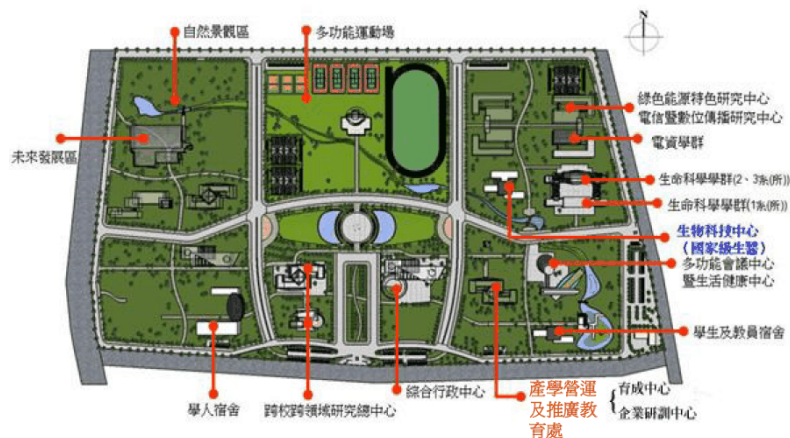 自然景觀區
多功能運動場
N
綠色能源特色研究中心
電信暨數位傳播研究中心
電資學群
未來發展區
生命科學學群(2、3系(所))
生命科學學群(1系(所))
生物科技中心
（國家級生醫）
多功能會議中心
暨生活健康中心
學生及教員宿舍
學人宿舍
跨校跨領域研究總中心
綜合行政中心
產學營運
及推廣教
育處
育成中心
企業研訓中心